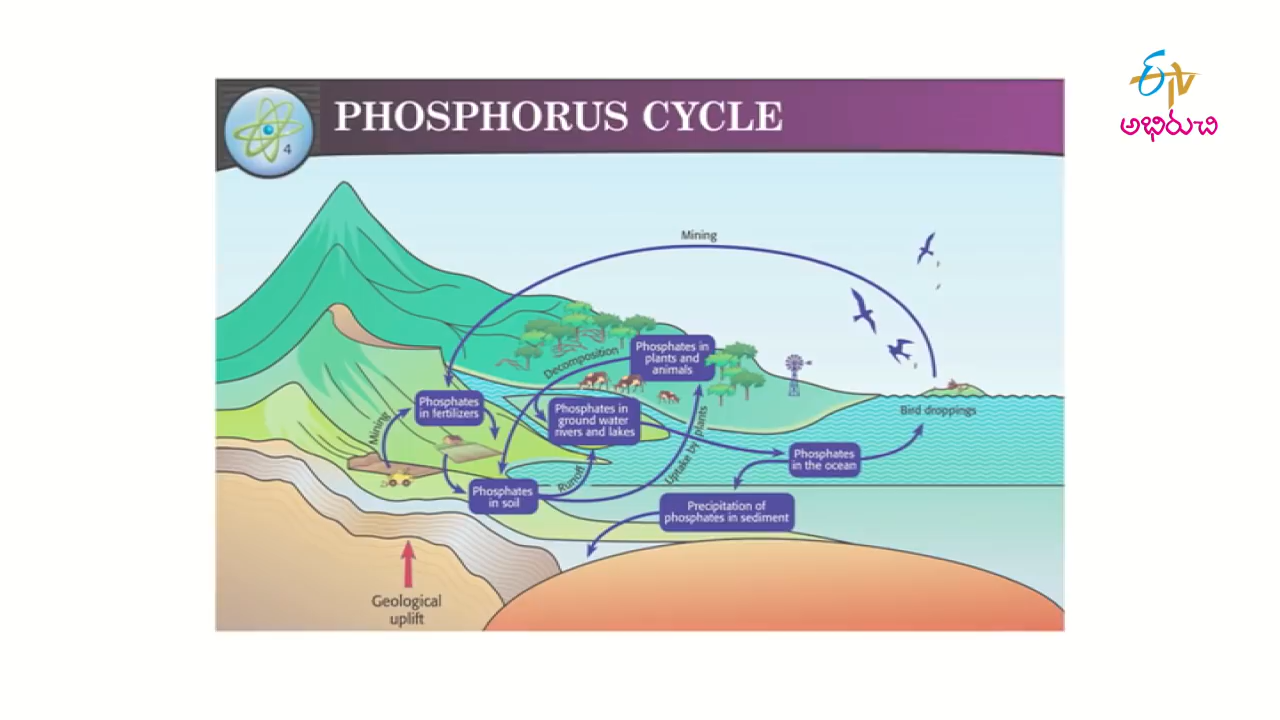 ETV
అభిరుచి
PHOSPHORUS CYCLE
4
Mining
Decomposition
Phosphates in
plants and
animals
Phosphates
in fertilizers
Phosphates in
ground water
rivers and lakes
Bird droppings
Mining
Uptake by plants
Phosphates
in the ocean
Runoff
Phosphates
in soil
Precipitation of
phosphates in sediment
Geological
uplift